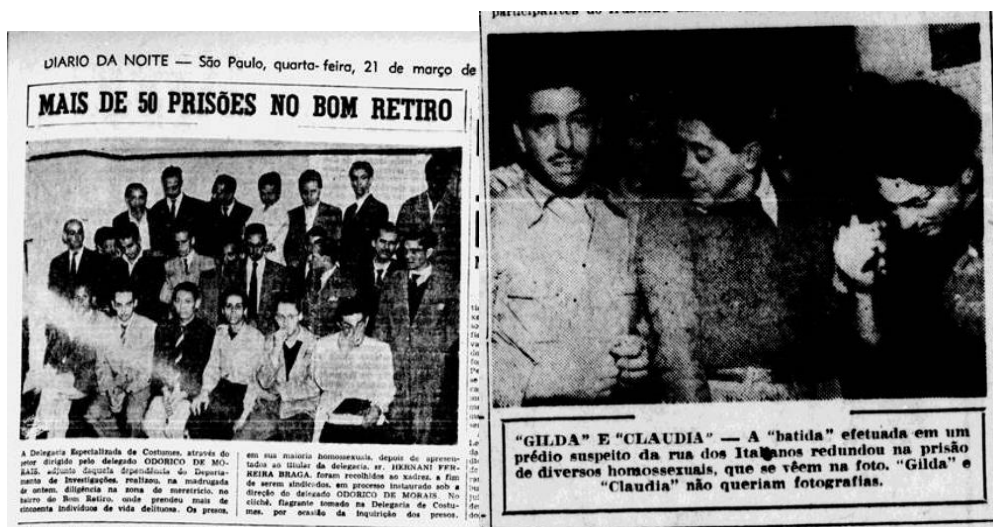 DIARIO DA NOITE — São Paulo, quarta-feira, 21 de março de
MAIS DE 50 PRISÕES NO BOM RETIRO
A Delegacia Especializada de Costumes, através do
setor dirigido pelo delegado ODORICO DE MO-
RAIS, adjunto daquela dependência do Departa-
mento de Investigações, realizou, na madrugada
de ontem, diligência na zona do meretrício, no
bairro do Bom Retiro, onde prendeu mais de
cincoenta indivíduos de vida delituosa. Os presos,
em sua maioria homossexuais, depois de apresen-
tados ao titular da delegacia, sr. HERNANI FER-
REIRA BRAGA, foram recolhidos ao xadrez, a fim
de serem sindicados, em processo instaurado sob a
direção do delegado ODORICO DE MORAIS. No
clichê, flagrante tomado na Delegacia de Costu-
mes, por ocasião da inquirição dos presos.
participantes do
"GILDA" E "CLAUDIA" — A "batida" efetuada em um
prédio suspeito da rua dos Italianos redundou na prisão
de diversos homossexuais, que se vêem na foto. "Gilda" e
"Claudia" não queriam fotografias.